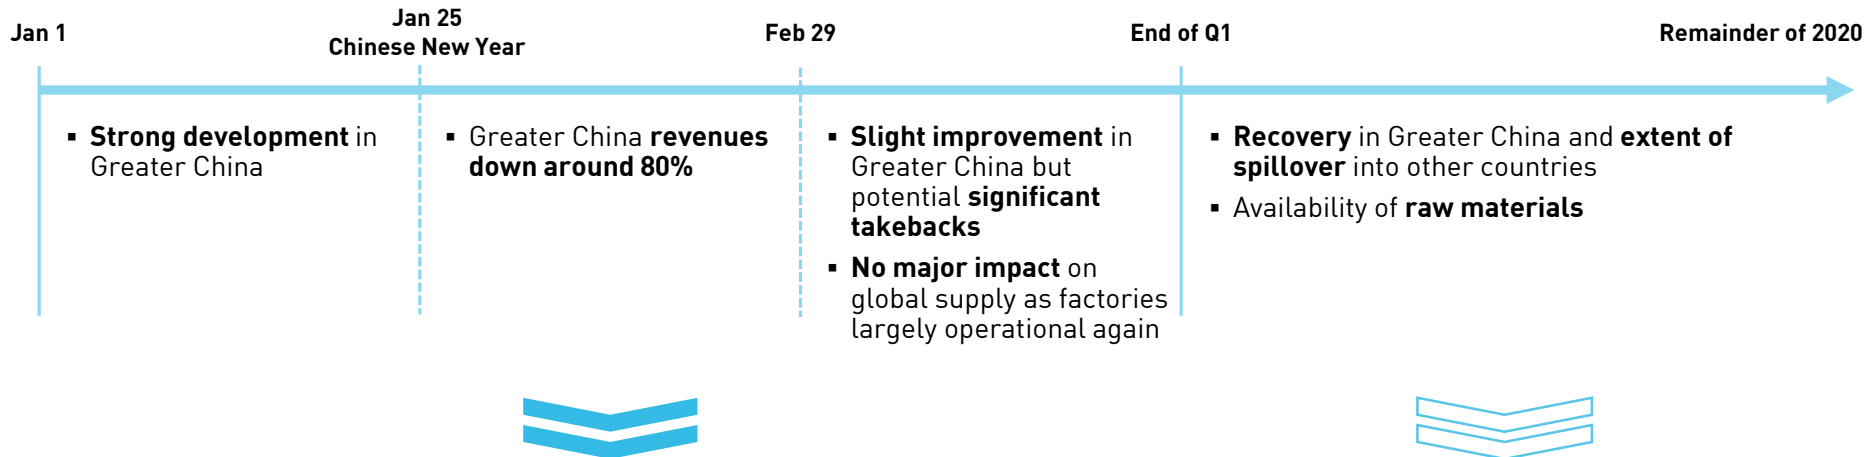 Jan 1
Jan 25
Chinese New Year
Feb 29
End of Q1
Remainder of 2020
▪ Strong development in
Greater China
▪ Greater China revenues
down around 80%
▪ Slight improvement in
Greater China but
potential significant
takebacks
▪ No major impact on
global supply as factories
largely operational again
▪ Recovery in Greater China and extent of
spillover into other countries
▪ Availability of raw materials